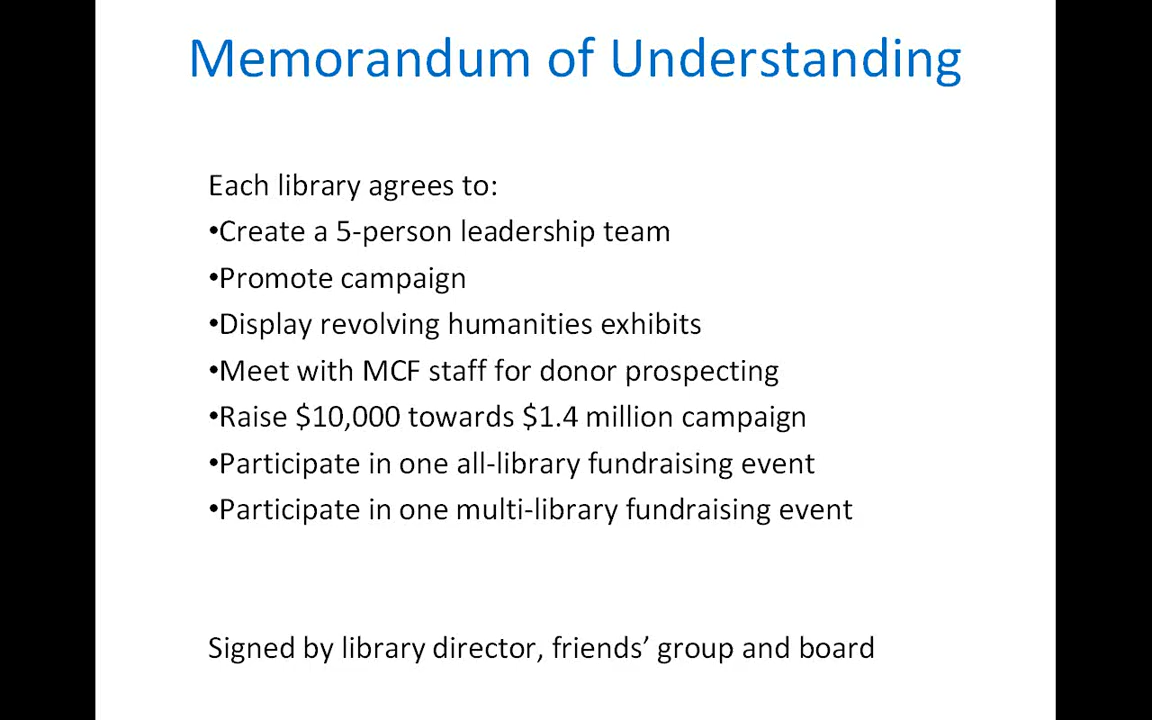 Memorandum of Understanding
Each library agrees to:
•Create a 5-person leadership team
•Promote campaign
•Display revolving humanities exhibits
•Meet with MCF staff for donor prospecting
•Raise $10,000 towards $1.4 million campaign
•Participate in one all-library fundraising event
•Participate in one multi-library fundraising event
Signed by library director, friends’ group and board